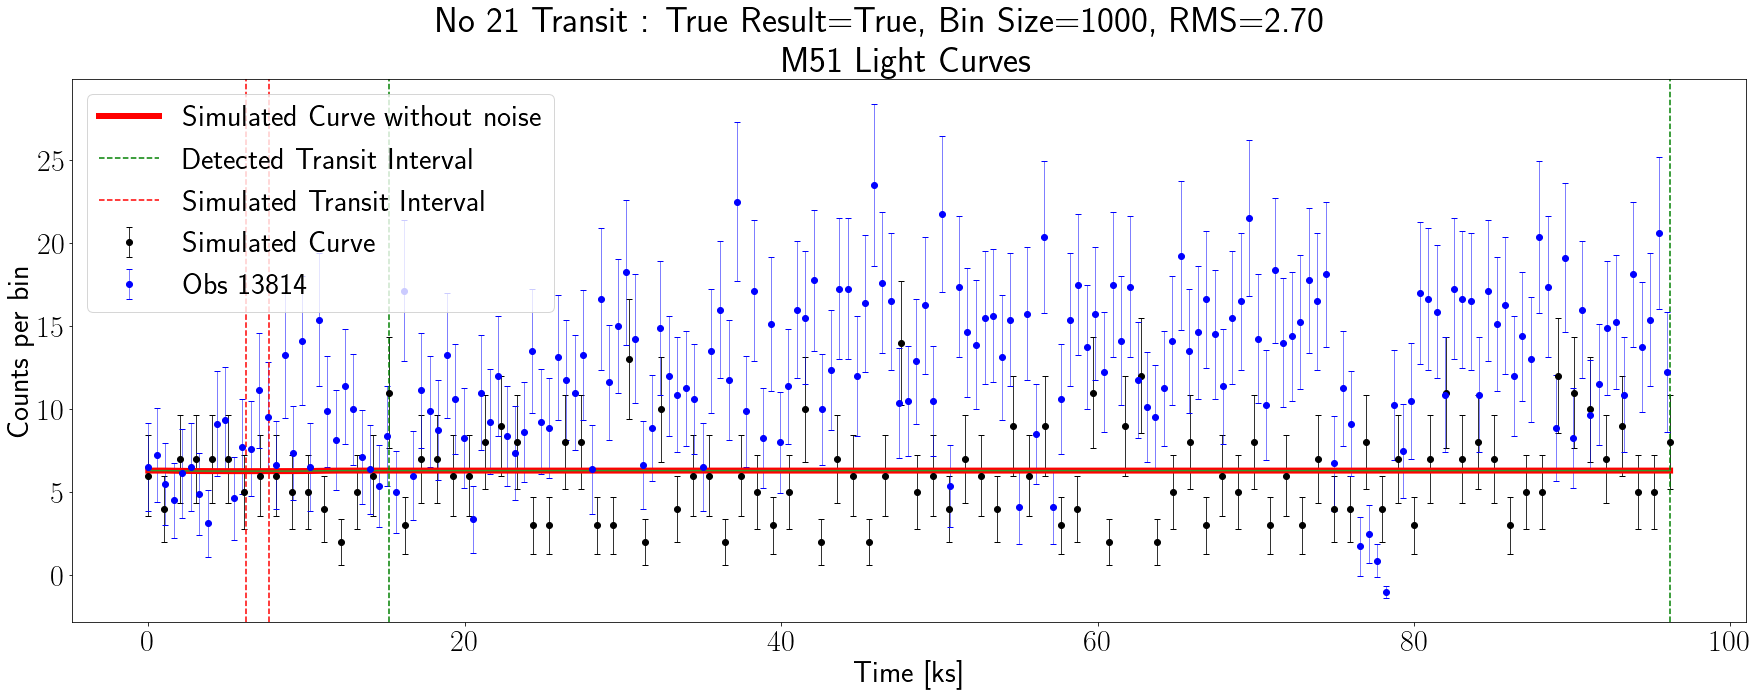 No 21 Transit : True Result=True, Bin Size=1000, RMS=2.70
M51 Light Curves
Simulated Curve without noise
Detected Transit Interval
Simulated Transit Interval
Simulated Curve
Obs 13814
Counts per bin
25
20
15
10
5
0
0 20 40 60 80 100
Time [ks]